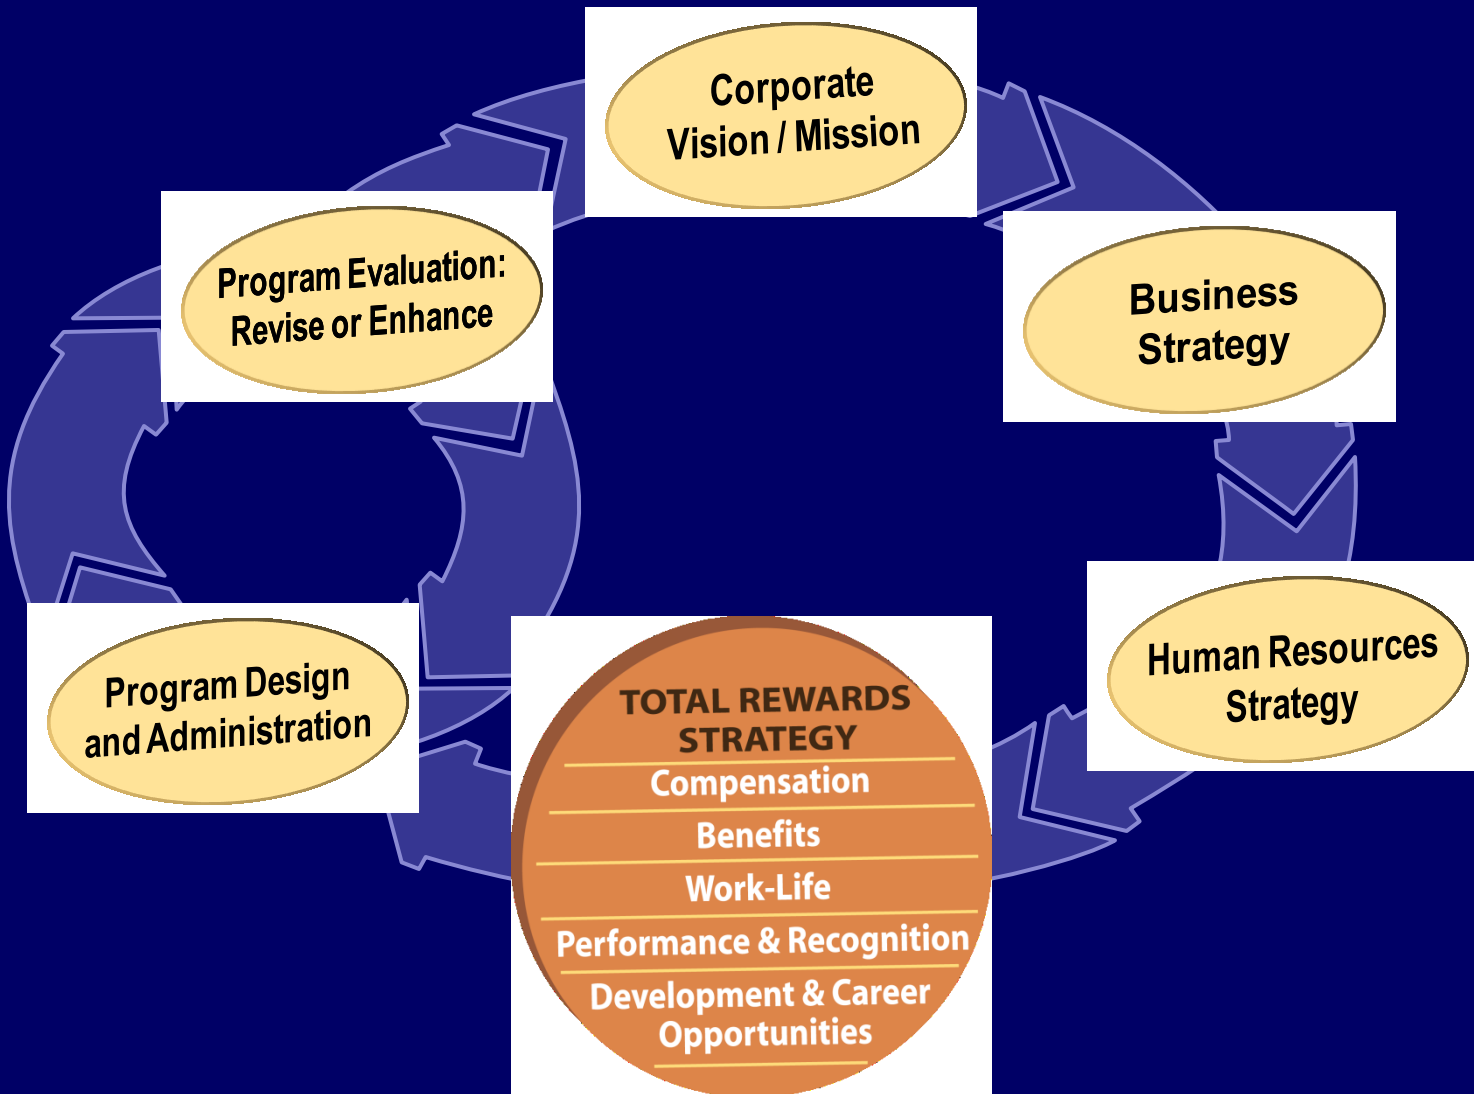 Corporate
Vision / Mission
Program Evaluation:
Revise or Enhance
Business
Strategy
Human Resources
Strategy
Program Design
and Administration
TOTAL REWARDS
STRATEGY
Compensation
Benefits
Work-Life
Performance & Recognition
Development & Career
Opportunities